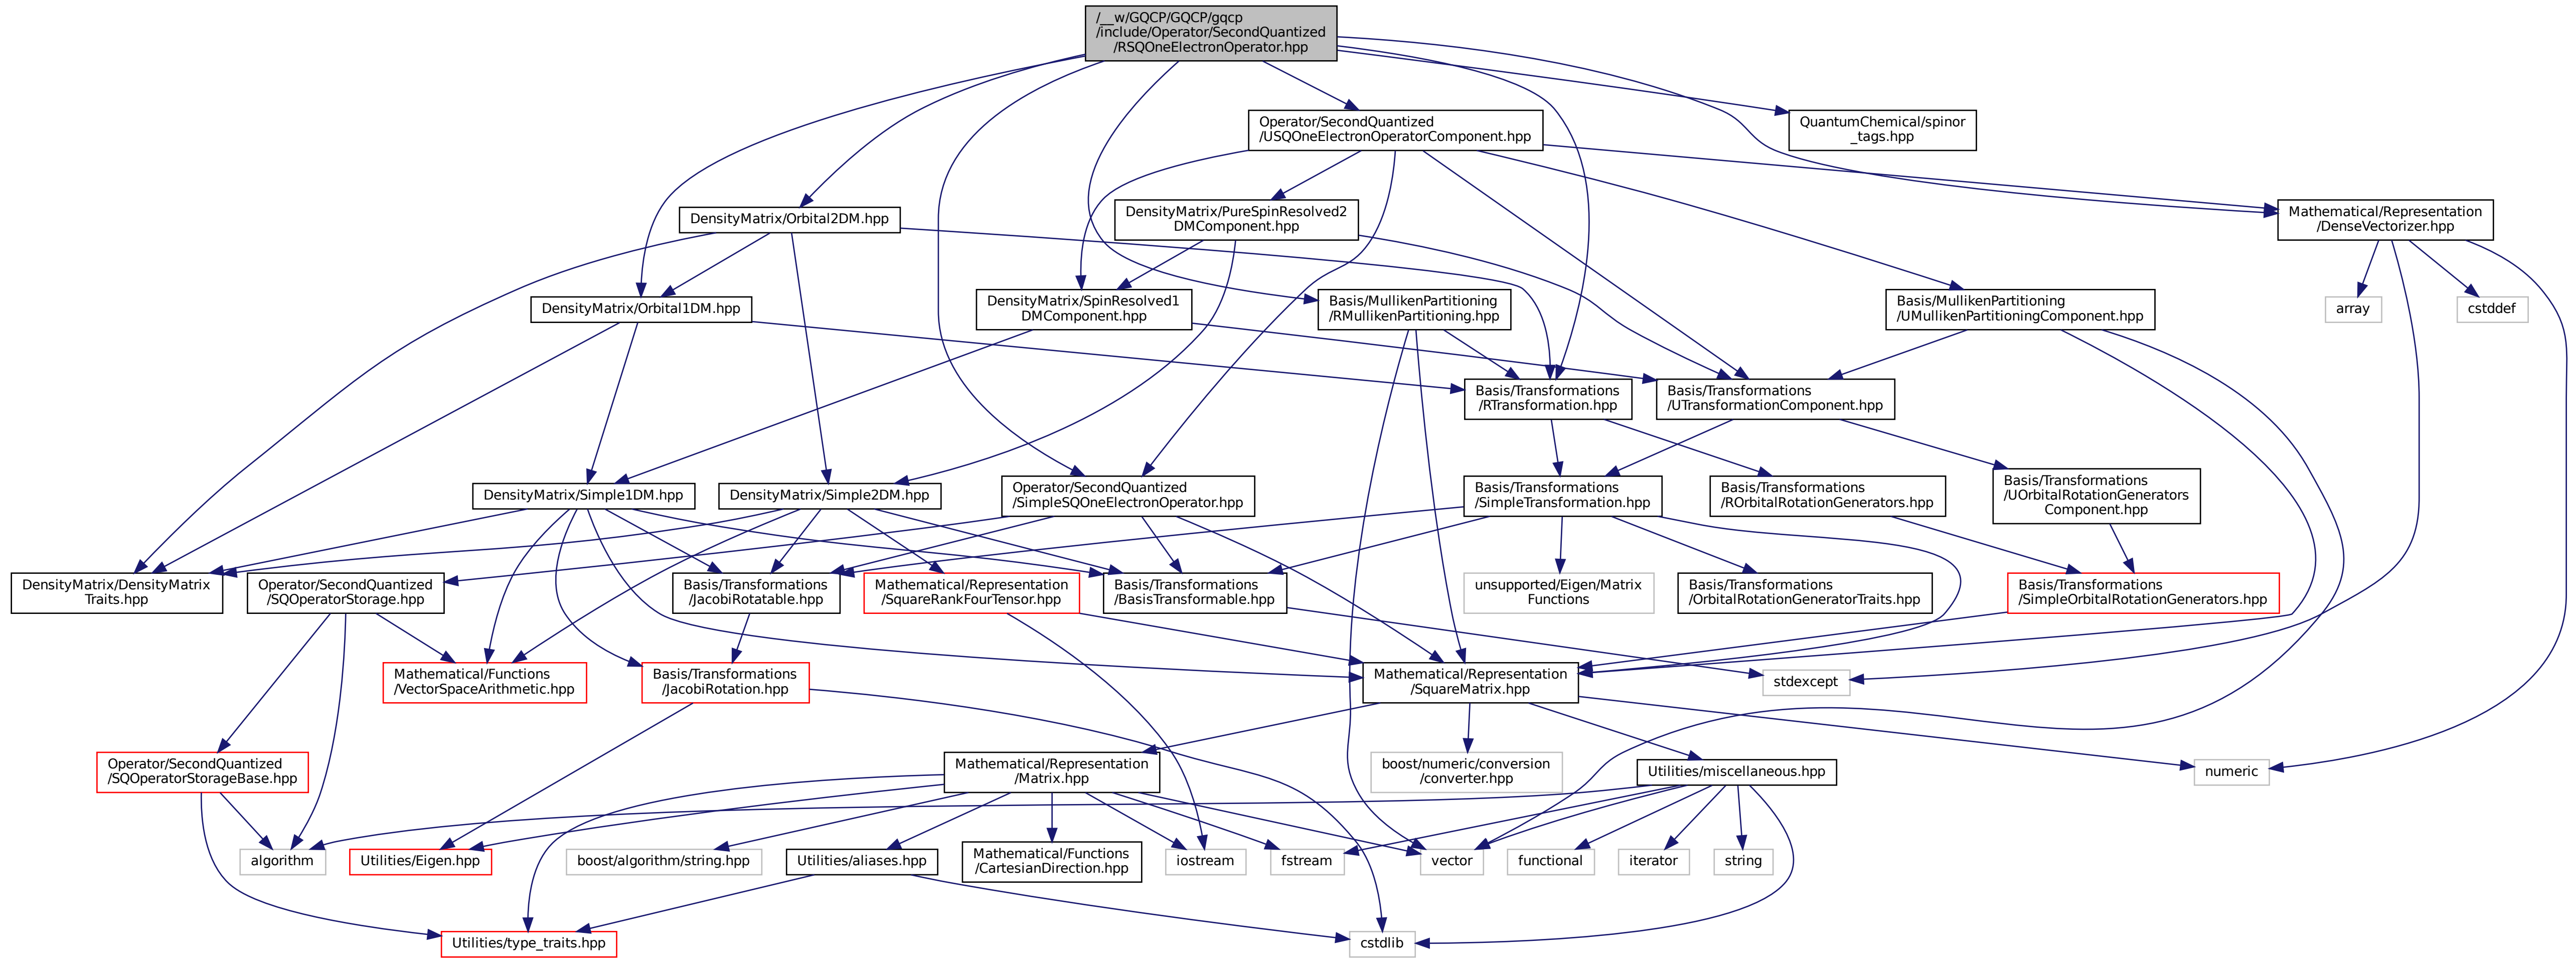 /__w/GQCP/GQCP/gqcp
/include/Operator/SecondQuantized
/RSQOneElectronOperator.hpp
Operator/SecondQuantized
/USQOneElectronOperatorComponent.hpp
QuantumChemical/spinor
_tags.hpp
DensityMatrix/Orbital2DM.hpp
DensityMatrix/PureSpinResolved2
DMComponent.hpp
Mathematical/Representation
/DenseVectorizer.hpp
DensityMatrix/Orbital1DM.hpp
DensityMatrix/SpinResolved1
DMComponent.hpp
Basis/MullikenPartitioning
/RMullikenPartitioning.hpp
Basis/MullikenPartitioning
/UMullikenPartitioningComponent.hpp
array
cstddef
Basis/Transformations
/RTransformation.hpp
Basis/Transformations
/UTransformationComponent.hpp
DensityMatrix/Simple1DM.hpp
DensityMatrix/Simple2DM.hpp
Operator/SecondQuantized
/SimpleSQOneElectronOperator.hpp
Basis/Transformations
/SimpleTransformation.hpp
Basis/Transformations
/ROrbitalRotationGenerators.hpp
Basis/Transformations
/UOrbitalRotationGenerators
Component.hpp
DensityMatrix/DensityMatrix
Traits.hpp
Operator/SecondQuantized
/SQOperatorStorage.hpp
Basis/Transformations
/JacobiRotatable.hpp
Mathematical/Representation
/SquareRankFourTensor.hpp
Basis/Transformations
/BasisTransformable.hpp
unsupported/Eigen/Matrix
Functions
Basis/Transformations
/OrbitalRotationGeneratorTraits.hpp
Basis/Transformations
/SimpleOrbitalRotationGenerators.hpp
Mathematical/Functions
/VectorSpaceArithmetic.hpp
Basis/Transformations
/JacobiRotation.hpp
Mathematical/Representation
/SquareMatrix.hpp
stdexcept
Operator/SecondQuantized
/SQOperatorStorageBase.hpp
Mathematical/Representation
/Matrix.hpp
boost/numeric/conversion
/converter.hpp
Utilities/miscellaneous.hpp
numeric
algorithm
Utilities/Eigen.hpp
boost/algorithm/string.hpp
Utilities/aliases.hpp
Mathematical/Functions
/CartesianDirection.hpp
iostream
fstream
vector
functional
iterator
string
Utilities/type_traits.hpp
cstdlib